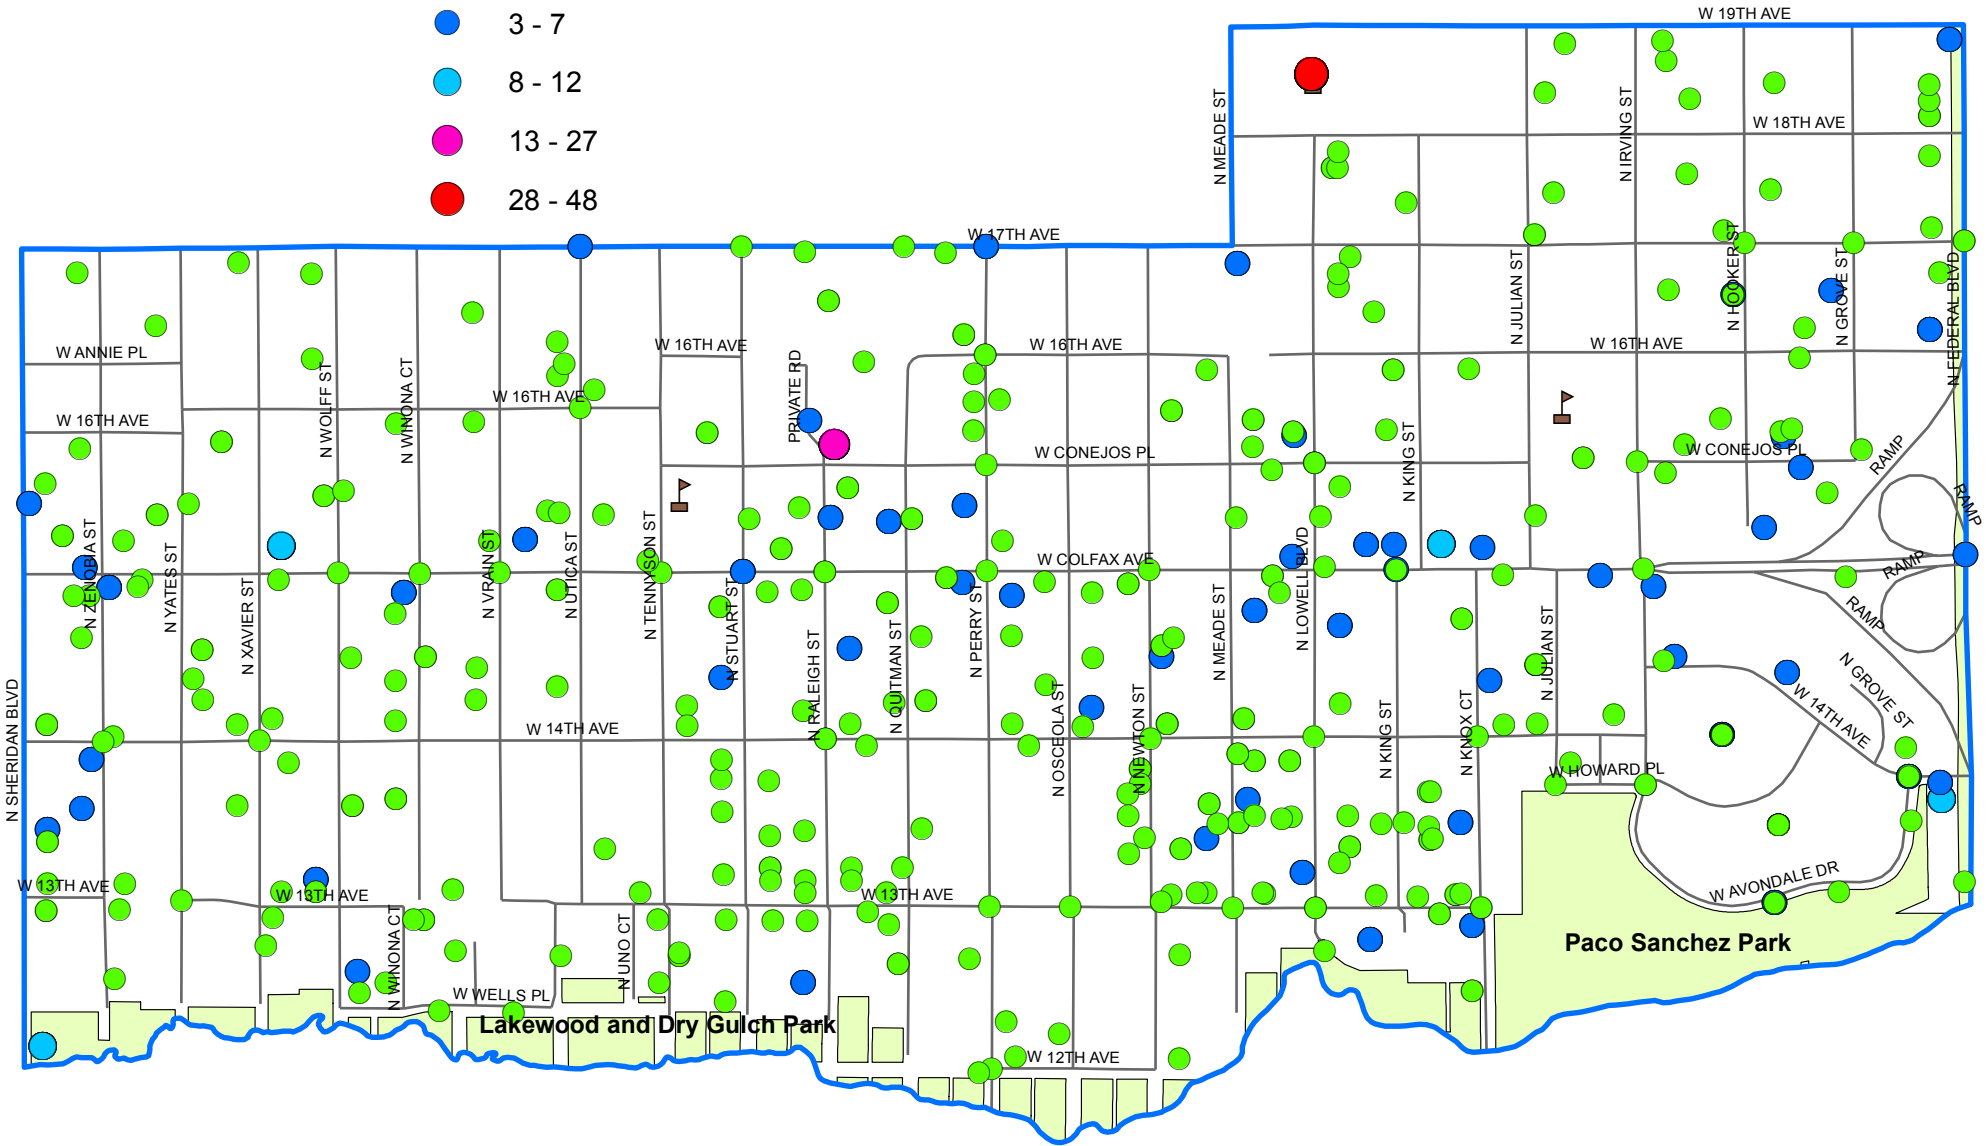 3 - 7
8 - 12
13 - 27
28 - 48
W 19TH AVE
N MEADE ST
N IRVING ST
W 18TH AVE
W 17TH AVE
N JULIAN ST
N HOOKER ST
N GROVE ST
N FEDERAL BLVD
W ANNIE PL
W 16TH AVE
W 16TH AVE
W 16TH AVE
N WOLFF ST
N WINONA CT
W 16TH AVE
PRIVATE RD
W 16TH AVE
W CONEJOS PL
N KING ST
W CONEJOS PL
RAMP
RAMP
N ZENOBIA ST
N YATES ST
N XAVIER ST
N VRAIN ST
N UTICA ST
N TENNYSON ST
N STUART ST
W COLFAX AVE
N LOWELL BLVD
RAMP
RAMP
N RALEIGH ST
N QUITMAN ST
N PERRY ST
N OSCEOLA ST
N NEWTON ST
N MEADE ST
N KING ST
N KNOX CT
N JULIAN ST
N GROVE ST
W 14TH AVE
N SHERIDAN BLVD
W 14TH AVE
W HOWARD PL
W 13TH AVE
W 13TH AVE
W 13TH AVE
W AVONDALE DR
N WINONA CT
N UNO CT
Paco Sanchez Park
W WELLS PL
Lakewood and Dry Gulch Park
W 12TH AVE